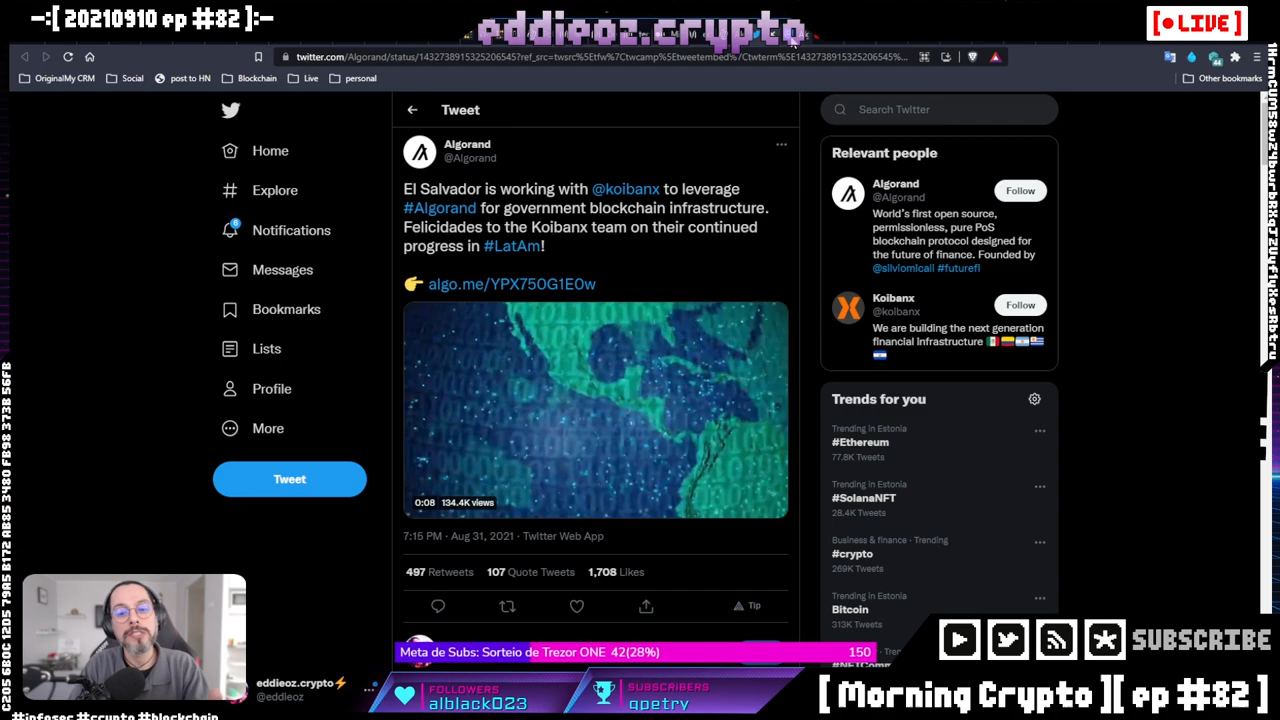 -:[ 20210910 ep #82 ]:-
eddieoz.crypto
[ LIVE ]
OriginalMy CRM
Social
post to HN
Blockchain
Live
personal
Other bookmarks
Home
Explore
8
Notifications
Messages
Bookmarks
Lists
Profile
More
Tweet
eddieoz.crypto⚡
@eddieoz
#infosec #crypto #blockchain
Tweet
Algorand
@Algorand
El Salvador is working with @koibanx to leverage
#Algorand for government blockchain infrastructure.
Felicidades to the Koibanx team on their continued
progress in #LatAm!
👉 algo.me/YPX750G1E0w
0:08 134.4K views
7:15 PM · Aug 31, 2021 · Twitter Web App
497 Retweets 107 Quote Tweets 1,708 Likes
Tip
Search Twitter
Relevant people
Algorand
@Algorand
Follow
World's first open source,
permissionless, pure PoS
blockchain protocol designed for
the future of finance. Founded by
@silviomicali #futurefi
Koibanx
@koibanx
Follow
We are building the next generation
financial infrastructure
Trends for you
Trending in Estonia
#Ethereum
77.8K Tweets
Trending in Estonia
#SolanaNFT
28.4K Tweets
Business & finance · Trending
#crypto
269K Tweets
Trending in Estonia
Bitcoin
313K Tweets
Meta de Subs: Sorteio de Trezor ONE 42(28%) 150
FOLLOWERS
alblack023
SUBSCRIBERS
qpetry
SUBSCRIBE
[ Morning Crypto ][ ep #82 ]